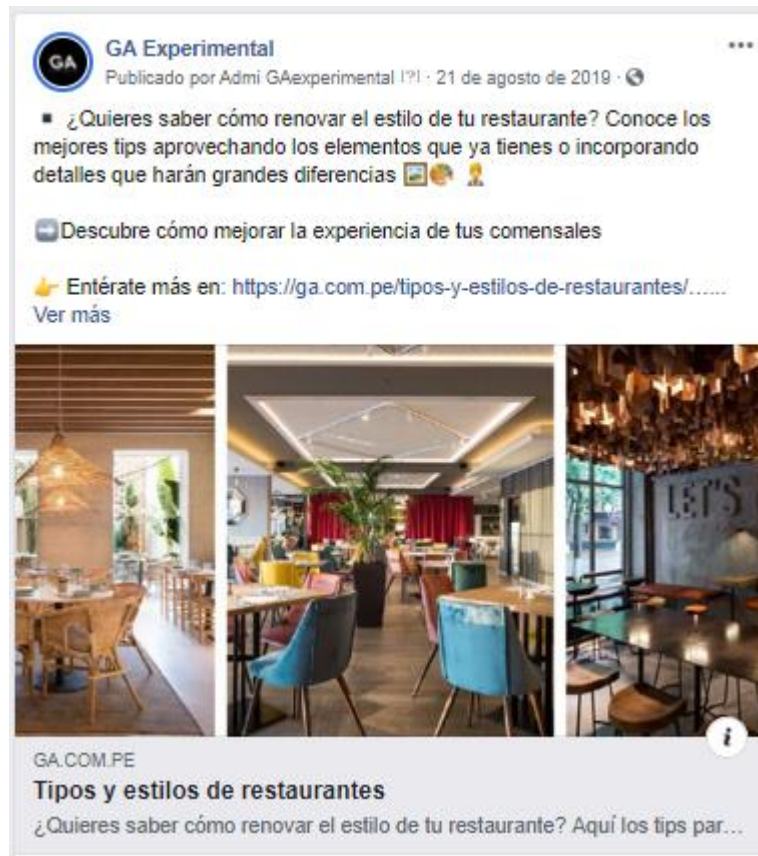 GA
GA Experimental
Publicado por Admi GAexperimental [?] · 21 de agosto de 2019 ·
▪ ¿Quieres saber cómo renovar el estilo de tu restaurante? Conoce los
mejores tips aprovechando los elementos que ya tienes o incorporando
detalles que harán grandes diferencias 🖼️🎨 🤵
➡️Descubre cómo mejorar la experiencia de tus comensales
👉 Entérate más en: https://ga.com.pe/tipos-y-estilos-de-restaurantes/......
Ver más
LET'S
i
GA.COM.PE
Tipos y estilos de restaurantes
¿Quieres saber cómo renovar el estilo de tu restaurante? Aquí los tips par...